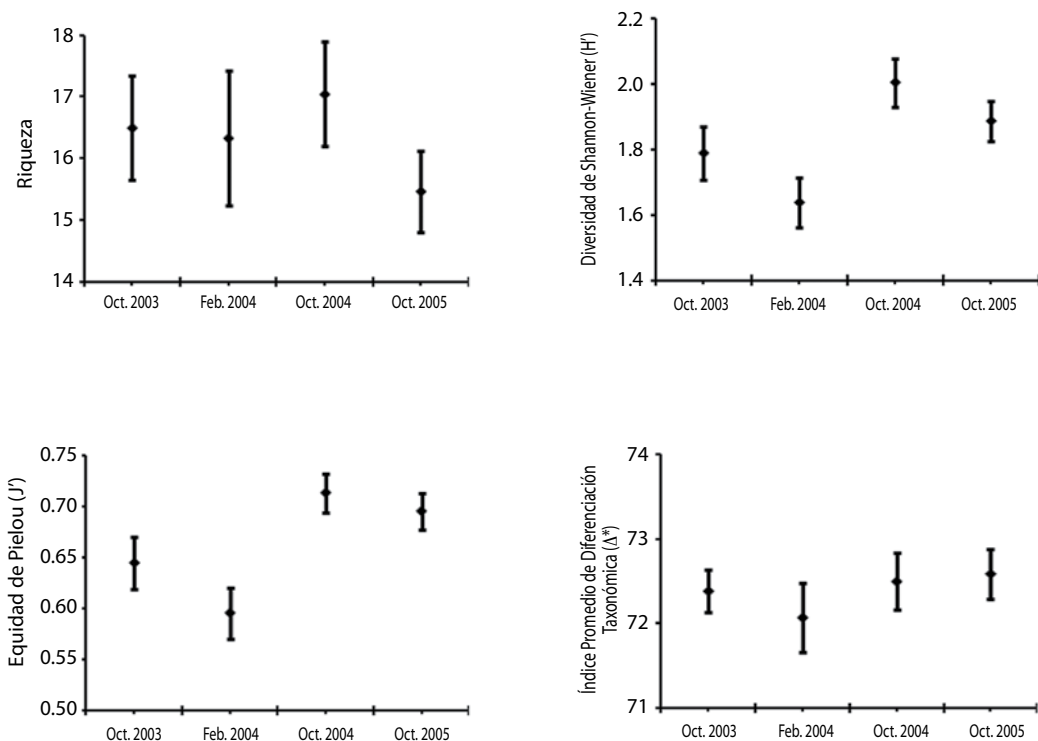 Riqueza
18
17
16
15
14
Oct. 2003 Feb. 2004 Oct. 2004 Oct. 2005
Diversidad de Shannon-Wiener (H’)
2.2
2.0
1.8
1.6
1.4
Oct. 2003 Feb. 2004 Oct. 2004 Oct. 2005
Equidad de Pielou (J’)
0.75
0.70
0.65
0.60
0.55
0.50
Oct. 2003 Feb. 2004 Oct. 2004 Oct. 2005
Índice Promedio de Diferenciación
Taxonómica (Δ*)
74
73
72
71
Oct. 2003 Feb. 2004 Oct. 2004 Oct. 2005